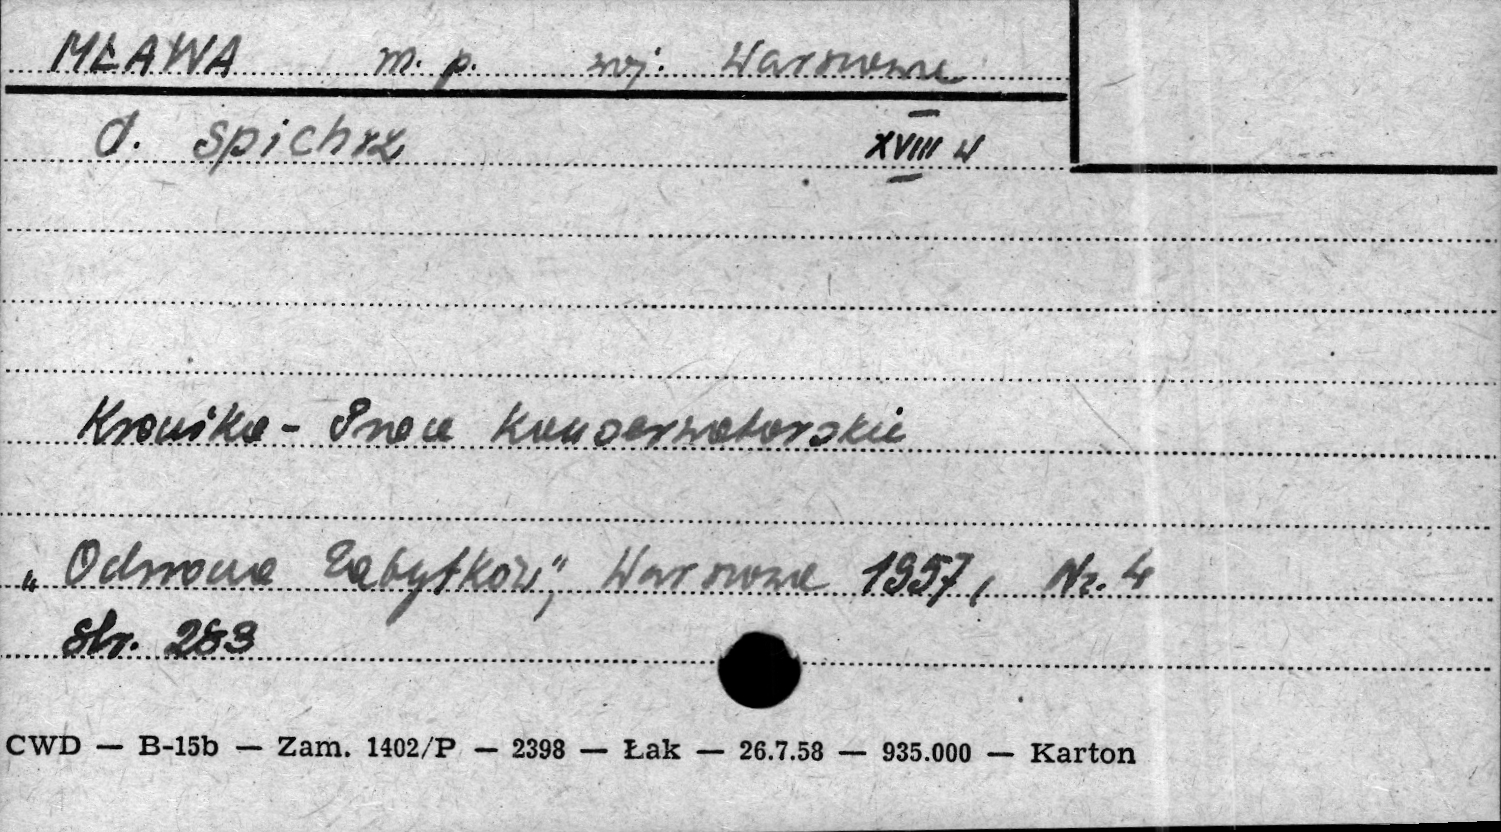 MŁAWA m. p. woj. Warszawa
d. spichrz XVIII w
Kronika - Prace konserwatorskie
„Ochrona Zabytków", Warszawa 1957, Nr. 4
Str. 283
CWD — B-15b — Zam. 1402/P — 2398 — Łak — 26.7.58 — 935.000 — Karton